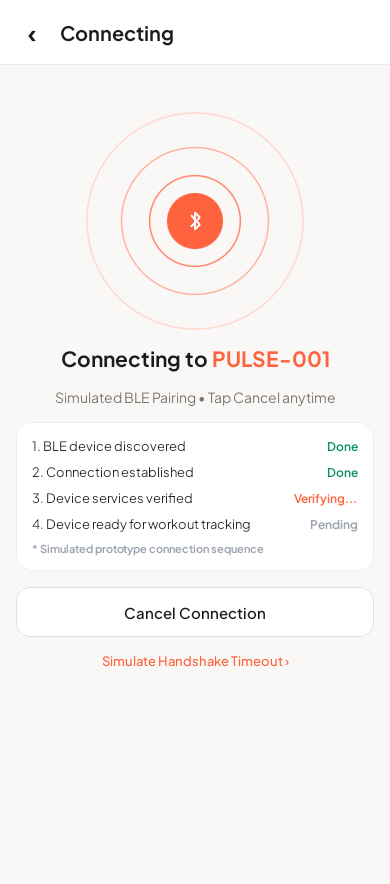 ‹ Connecting
Connecting to PULSE-001
Simulated BLE Pairing • Tap Cancel anytime
1. BLE device discovered Done
2. Connection established Done
3. Device services verified Verifying...
4. Device ready for workout tracking Pending
* Simulated prototype connection sequence
Cancel Connection
Simulate Handshake Timeout ›